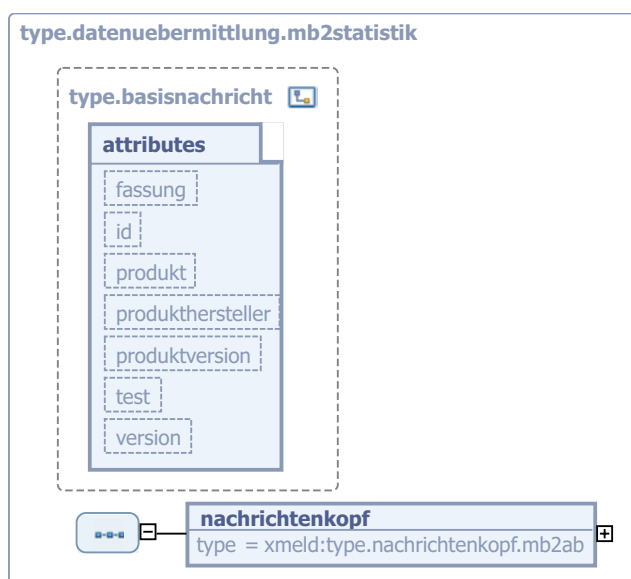 type.datenuebermittlung.mb2statistik
type.basisnachricht
attributes
fassung
id
produkt
produkthersteller
produktversion
test
version
nachrichtenkopf
type = xmeld:type.nachrichtenkopf.mb2ab